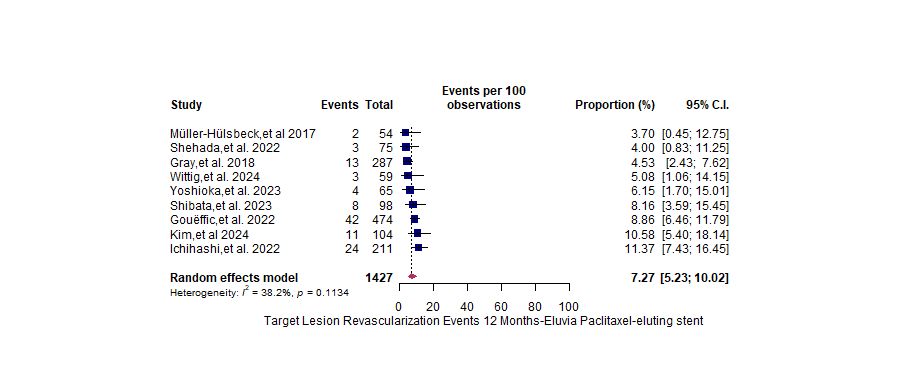 Events per 100
Study Events Total observations Proportion (%) 95% C.I.
Müller-Hülsbeck,et al 2017 2 54 3.70 [0.45; 12.75]
Shehada,et al. 2022 3 75 4.00 [0.83; 11.25]
Gray,et al. 2018 13 287 4.53 [2.43; 7.62]
Wittig,et al. 2024 3 59 5.08 [1.06; 14.15]
Yoshioka,et al. 2023 4 65 6.15 [1.70; 15.01]
Shibata,et al. 2023 8 98 8.16 [3.59; 15.45]
Gouëffic,et al. 2022 42 474 8.86 [6.46; 11.79]
Kim,et al 2024 11 104 10.58 [5.40; 18.14]
Ichihashi,et al. 2022 24 211 11.37 [7.43; 16.45]
Random effects model 1427 7.27 [5.23; 10.02]
Heterogeneity: I² = 38.2%, p = 0.1134
0 20 40 60 80 100
Target Lesion Revascularization Events 12 Months-Eluvia Paclitaxel-eluting stent